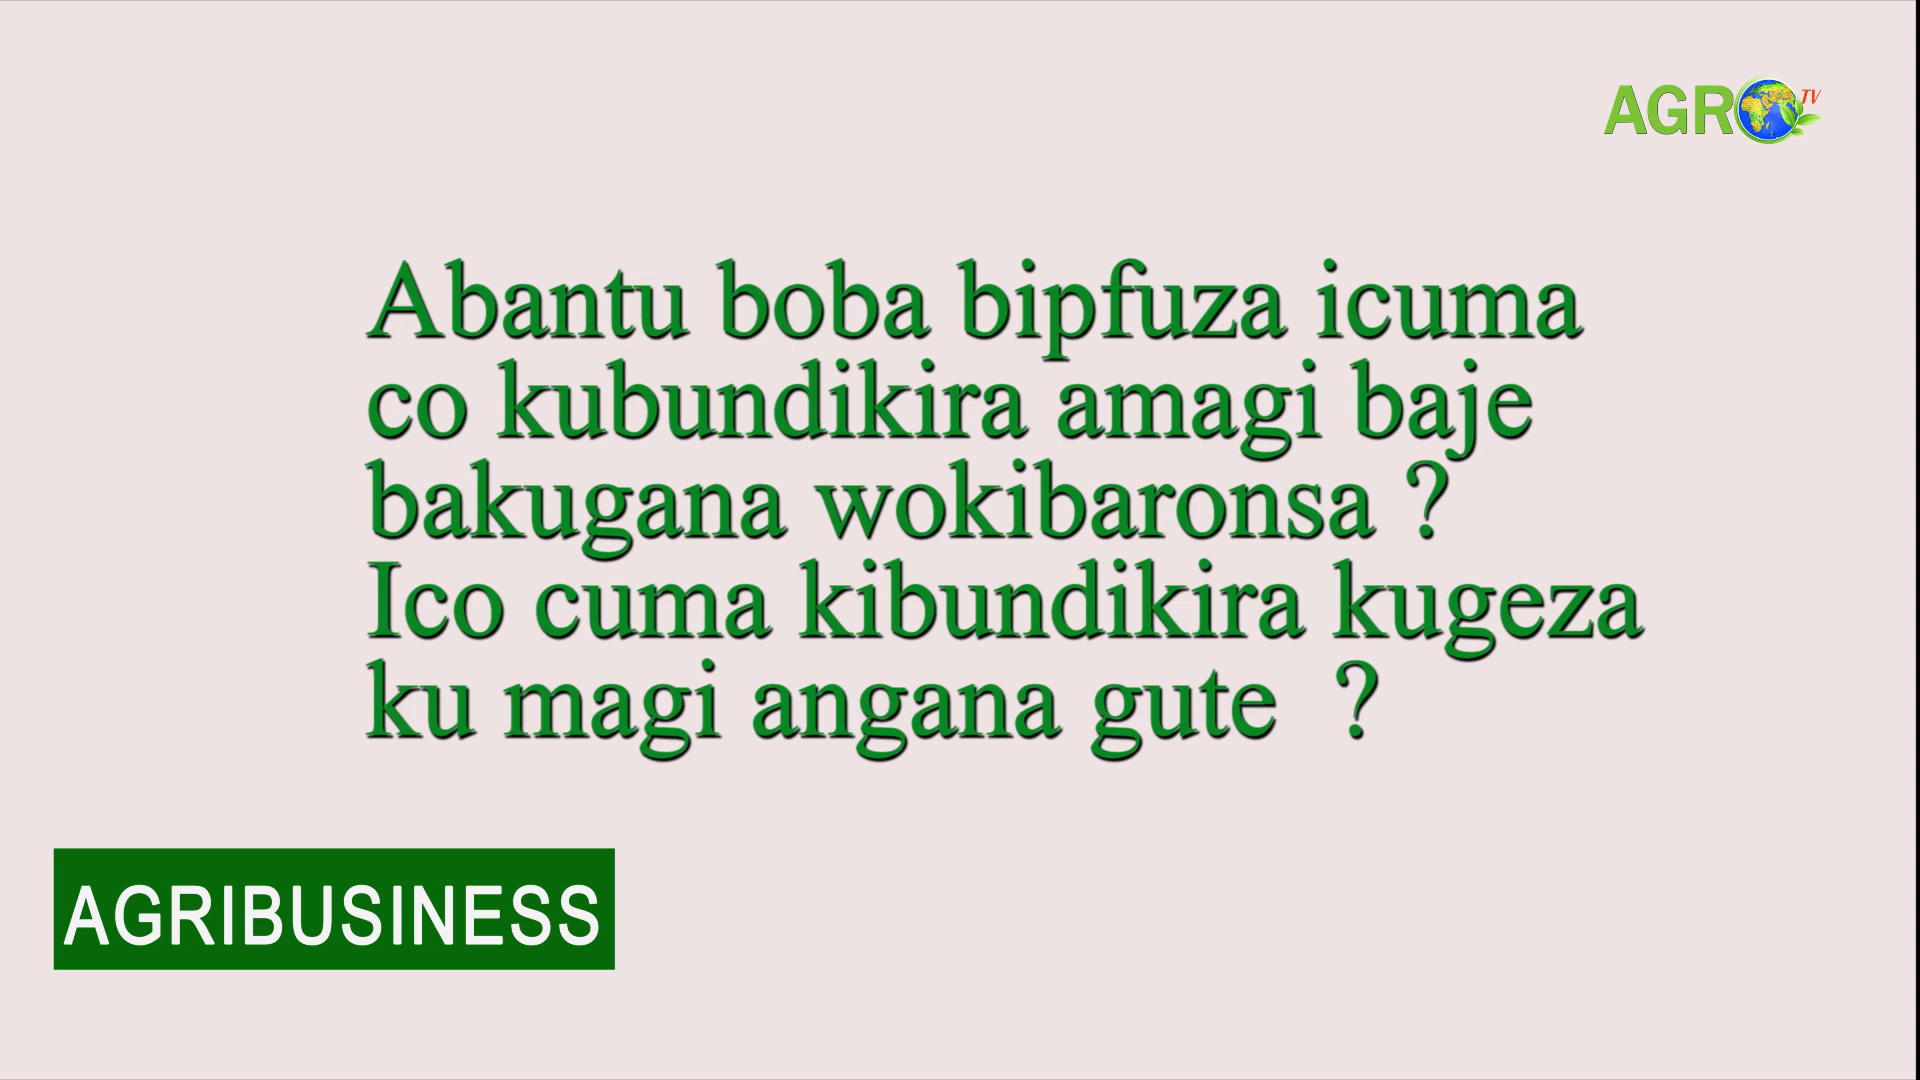 AGRO TV
Abantu boba bipfuza icuma
co kubundikira amagi baje
bakugana wokibaronsa ?
Ico cuma kibundikira kugeza
ku magi angana gute ?
AGRIBUSINESS